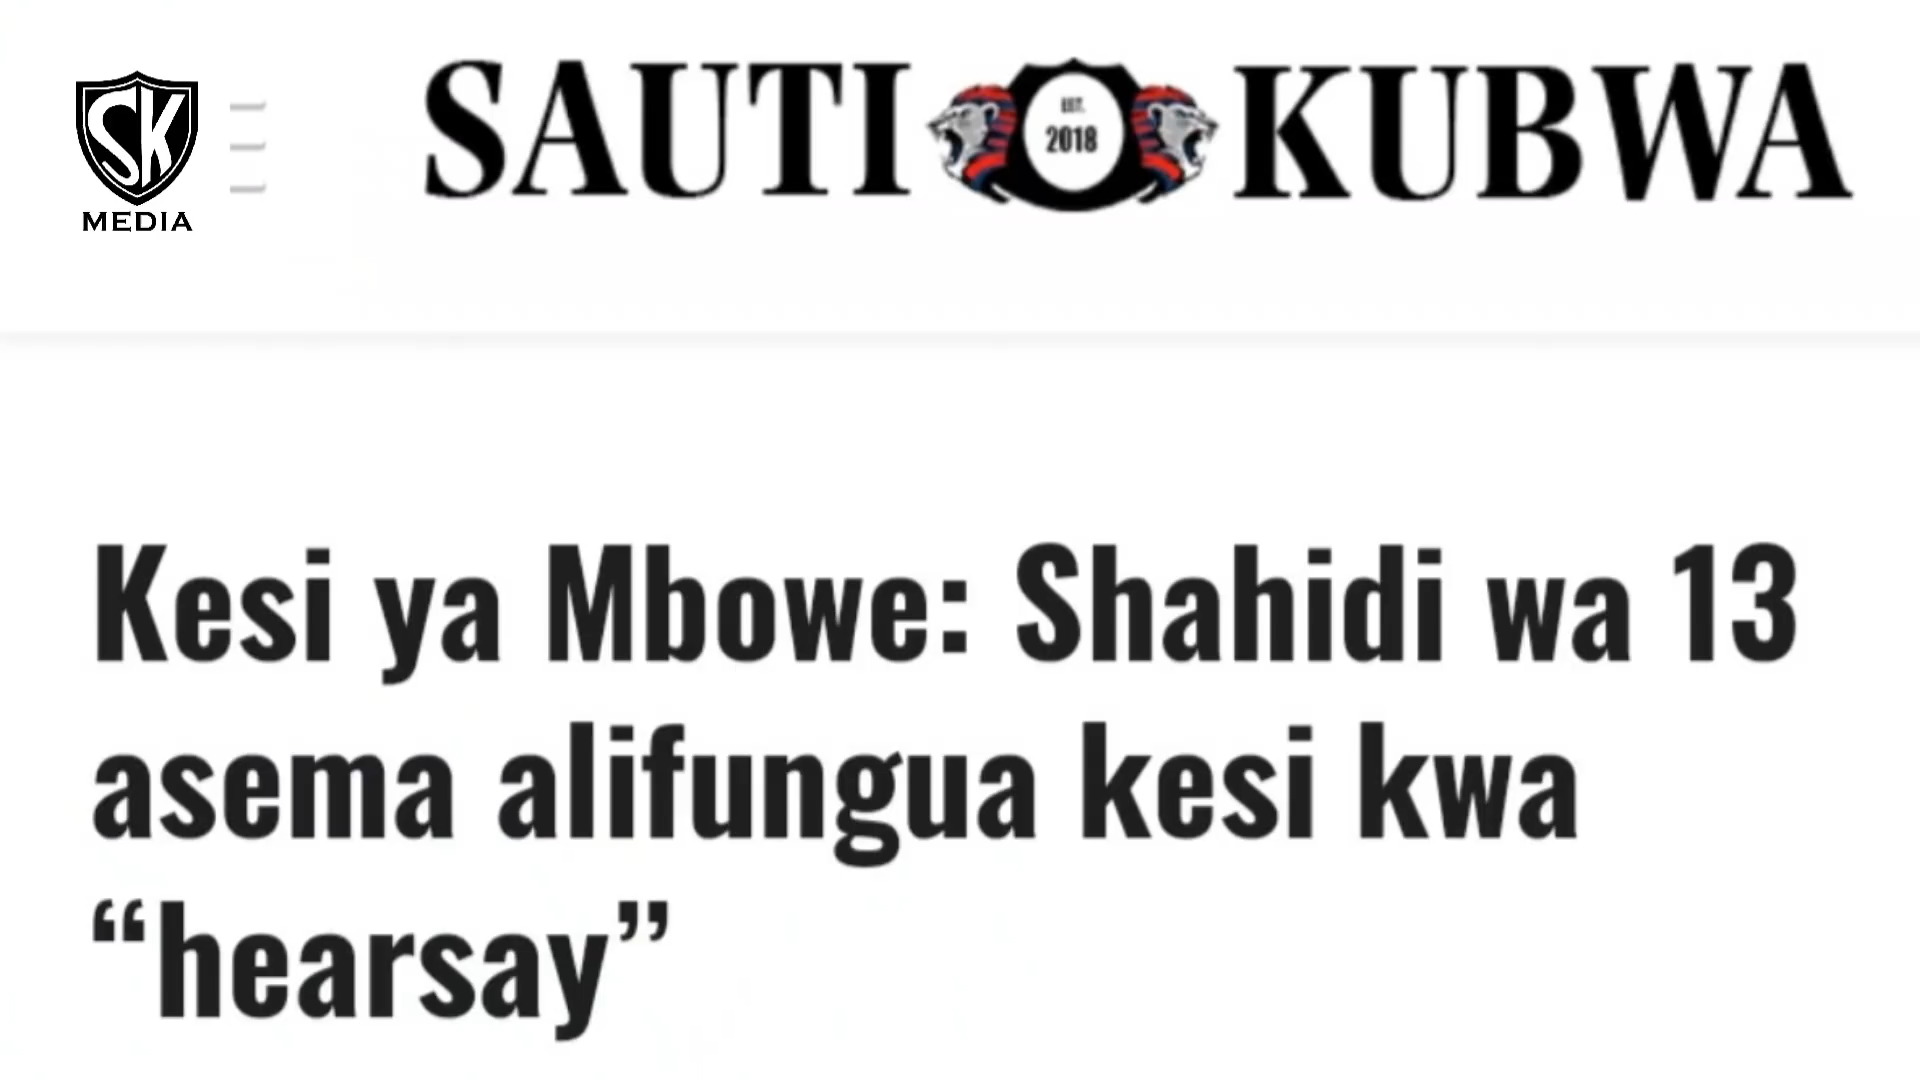 SK
MEDIA
SAUTI KUBWA
EST.
2018
Kesi ya Mbowe: Shahidi wa 13
asema alifungua kesi kwa
“hearsay”